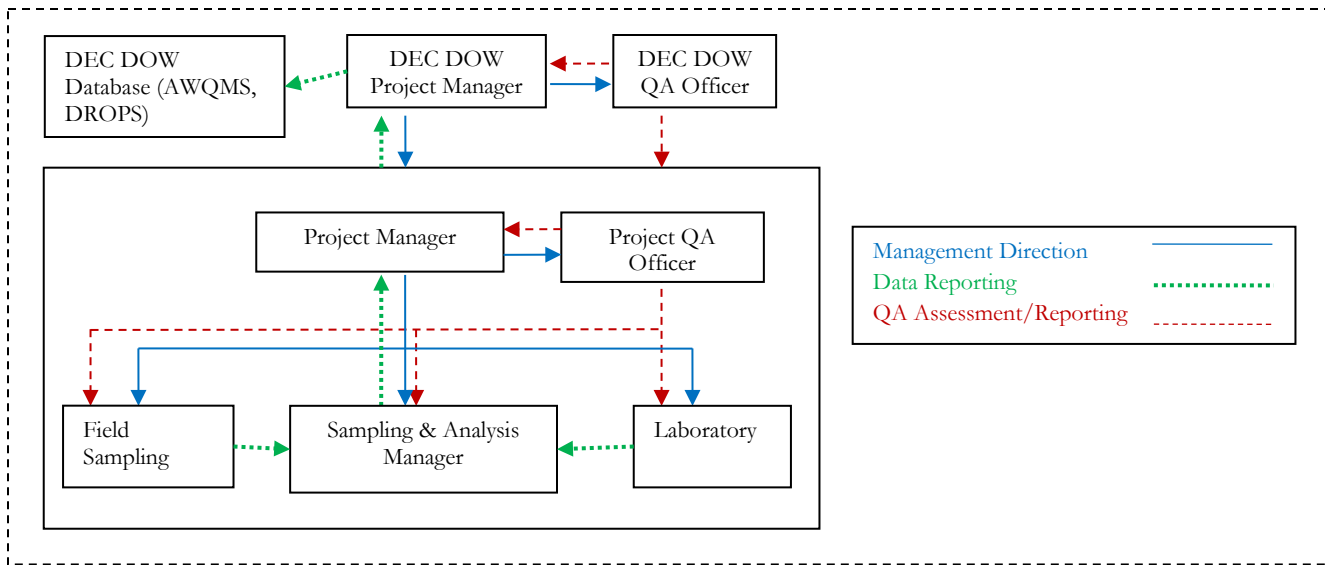 DEC DOW
Database (AWQMS,
DROPS)
DEC DOW
Project Manager
DEC DOW
QA Officer
Project Manager
Project QA
Officer
Management Direction
Data Reporting
QA Assessment/Reporting
Field
Sampling
Sampling & Analysis
Manager
Laboratory